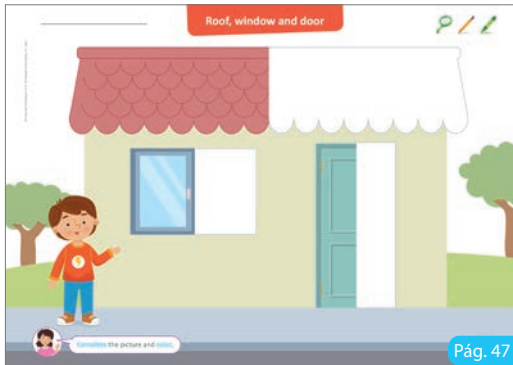 Roof, window and door
Complete the picture and color.
Pág. 47